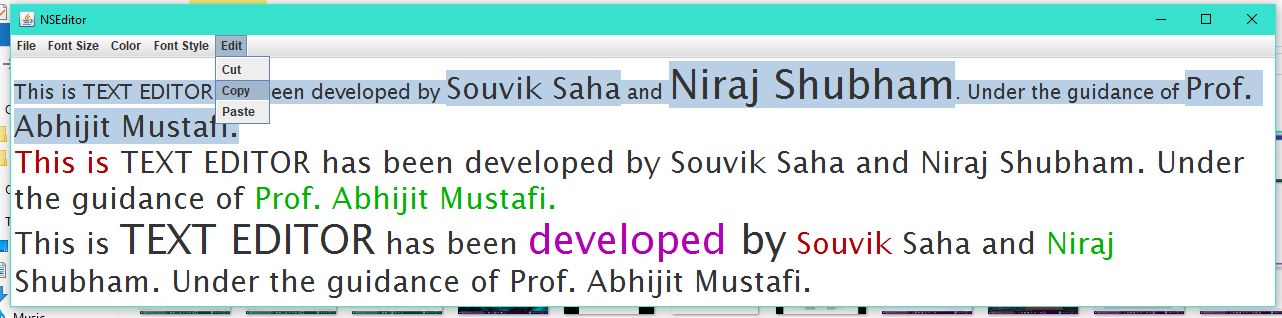 NSEditor
File Font Size Color Font Style Edit
Cut
Copy
Paste
This is TEXT EDITOR een developed by Souvik Saha and Niraj Shubham. Under the guidance of Prof.
Abhijit Mustafi.
This is TEXT EDITOR has been developed by Souvik Saha and Niraj Shubham. Under
the guidance of Prof. Abhijit Mustafi.
This is TEXT EDITOR has been developed by Souvik Saha and Niraj
Shubham. Under the guidance of Prof. Abhijit Mustafi.
Music